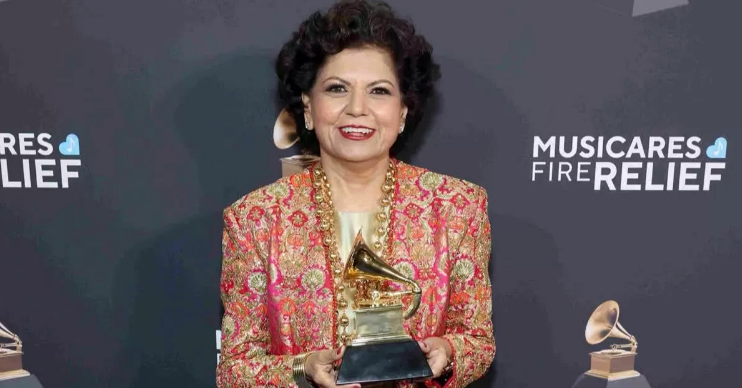 RES
LIEF
MUSICARES
FIRE RELIEF